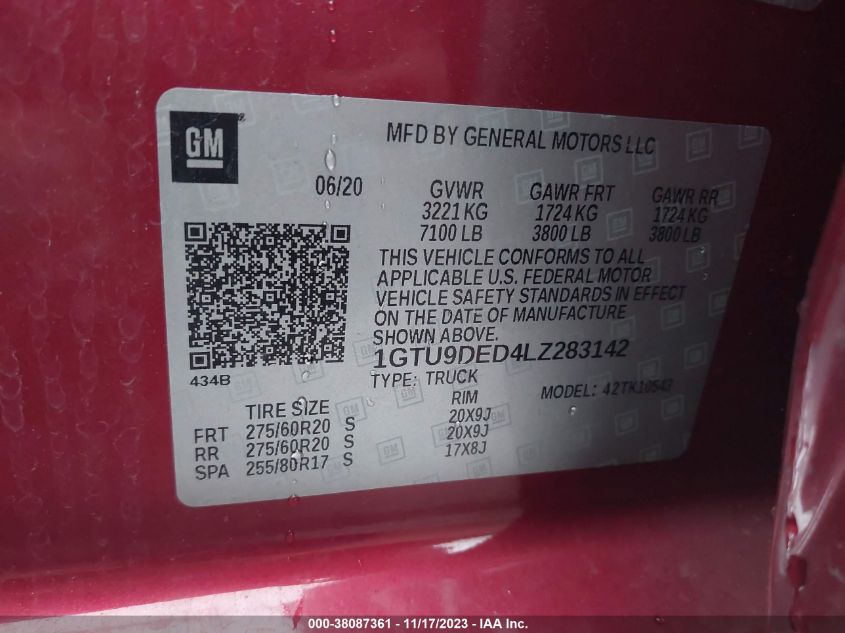 GM
MFD BY GENERAL MOTORS LLC
06/20 GVWR GAWR FRT GAWR RR
3221 KG 1724 KG 1724 KG
7100 LB 3800 LB 3800 LB
THIS VEHICLE CONFORMS TO ALL
APPLICABLE U.S. FEDERAL MOTOR
VEHICLE SAFETY STANDARDS IN EFFECT
ON THE DATE OF MANUFACTURE
SHOWN ABOVE.
1GTU9DED4LZ283142
434B TYPE: TRUCK MODEL: 42TK10543
TIRE SIZE RIM
FRT 275/60R20 S 20X9J
RR 275/60R20 S 20X9J
SPA 255/80R17 S 17X8J
000-38087361 - 11/17/2023 - IAA Inc.